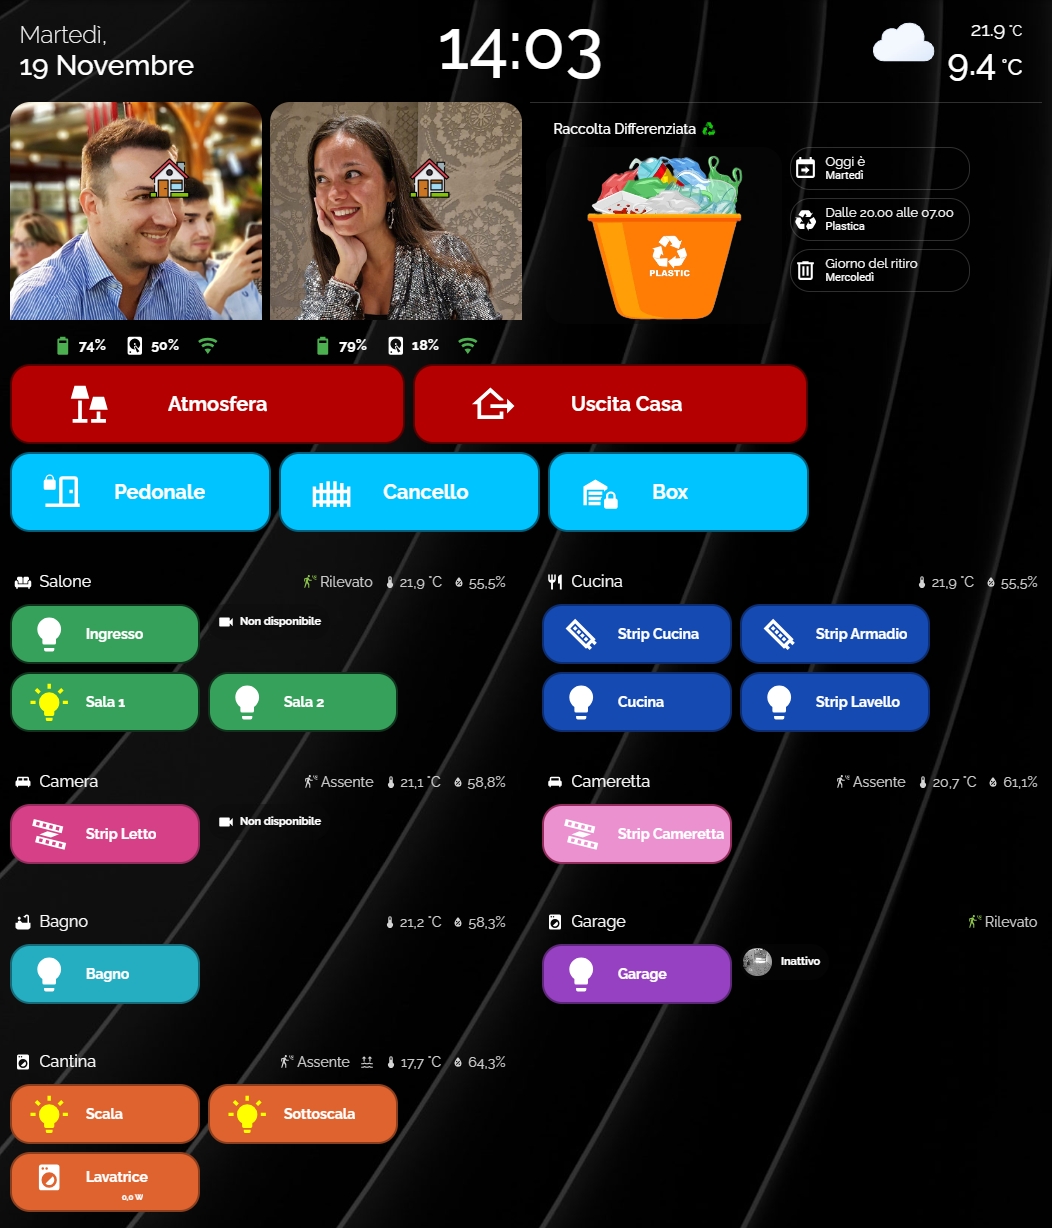 Martedì,
19 Novembre
14:03
21.9 °C
9.4 °C
Raccolta Differenziata
PLASTIC
Oggi è
Martedì
Dalle 20.00 alle 07.00
Plastica
Giorno del ritiro
Mercoledì
74% 50%
79% 18%
Atmosfera
Uscita Casa
Pedonale
Cancello
Box
Salone
Rilevato 21,9 °C 55,5%
Ingresso
Non disponibile
Sala 1
Sala 2
Cucina
21,9 °C 55,5%
Strip Cucina
Strip Armadio
Cucina
Strip Lavello
Camera
Assente 21,1 °C 58,8%
Strip Letto
Non disponibile
Cameretta
Assente 20,7 °C 61,1%
Strip Cameretta
Bagno
21,2 °C 58,3%
Bagno
Garage
Rilevato
Garage
Inattivo
Cantina
Assente 17,7 °C 64,3%
Scala
Sottoscala
Lavatrice
0,0 W